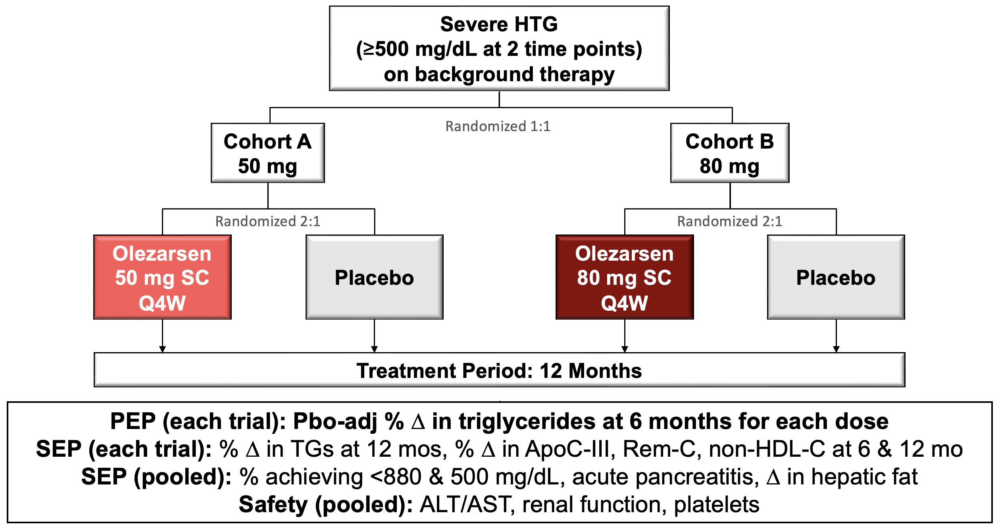 Severe HTG
(≥500 mg/dL at 2 time points)
on background therapy
Randomized 1:1
Cohort A
50 mg
Cohort B
80 mg
Randomized 2:1
Randomized 2:1
Olezarsen
50 mg SC
Q4W
Placebo
Olezarsen
80 mg SC
Q4W
Placebo
Treatment Period: 12 Months
PEP (each trial): Pbo-adj % Δ in triglycerides at 6 months for each dose
SEP (each trial): % Δ in TGs at 12 mos, % Δ in ApoC-III, Rem-C, non-HDL-C at 6 & 12 mo
SEP (pooled): % achieving <880 & 500 mg/dL, acute pancreatitis, Δ in hepatic fat
Safety (pooled): ALT/AST, renal function, platelets